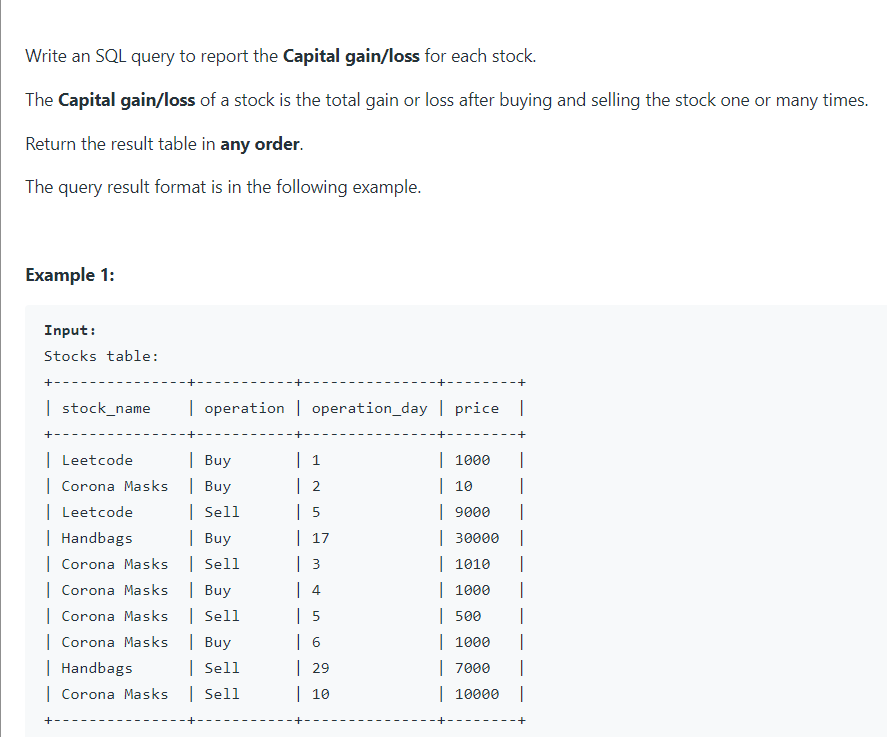 Write an SQL query to report the Capital gain/loss for each stock.
The Capital gain/loss of a stock is the total gain or loss after buying and selling the stock one or many times.
Return the result table in any order.
The query result format is in the following example.
Example 1:
Input:
Stocks table:
+---------------+-----------+---------------+--------+
| stock_name    | operation | operation_day | price  |
+---------------+-----------+---------------+--------+
| Leetcode      | Buy       | 1             | 1000   |
| Corona Masks  | Buy       | 2             | 10     |
| Leetcode      | Sell      | 5             | 9000   |
| Handbags      | Buy       | 17            | 30000  |
| Corona Masks  | Sell      | 3             | 1010   |
| Corona Masks  | Buy       | 4             | 1000   |
| Corona Masks  | Sell      | 5             | 500    |
| Corona Masks  | Buy       | 6             | 1000   |
| Handbags      | Sell      | 29            | 7000   |
| Corona Masks  | Sell      | 10            | 10000  |
+---------------+-----------+---------------+--------+